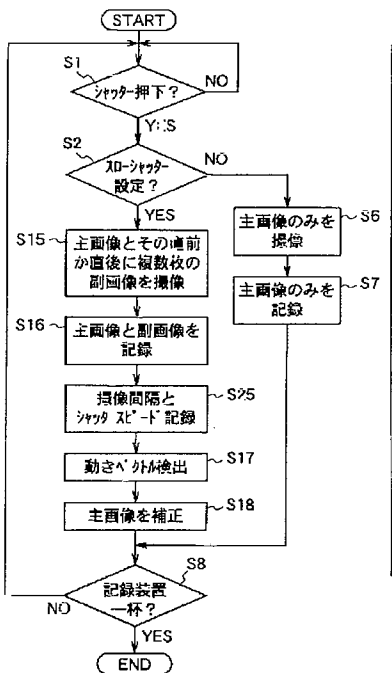 START
S1
シャッター押下?
NO
YES
S2
スローシャッター
設定?
NO
YES
S15
主画像とその直前
か直後に複数枚の
副画像を撮像
S6
主画像のみを
撮像
S16
主画像と副画像を
記録
S7
主画像のみを
記録
S25
撮像間隔と
シャッタ スピード記録
S17
動きベクトル検出
S18
主画像を補正
S8
記録装置
一杯?
NO
YES
END